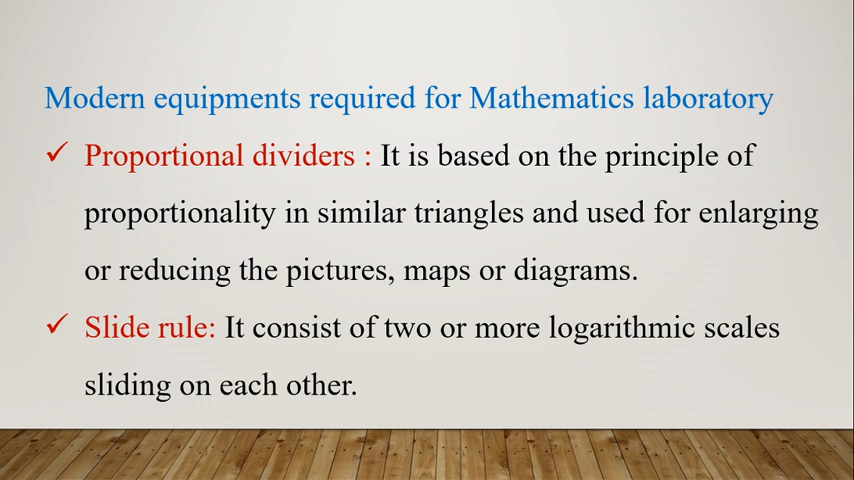 Modern equipments required for Mathematics laboratory
✓ Proportional dividers : It is based on the principle of
proportionality in similar triangles and used for enlarging
or reducing the pictures, maps or diagrams.
✓ Slide rule: It consist of two or more logarithmic scales
sliding on each other.